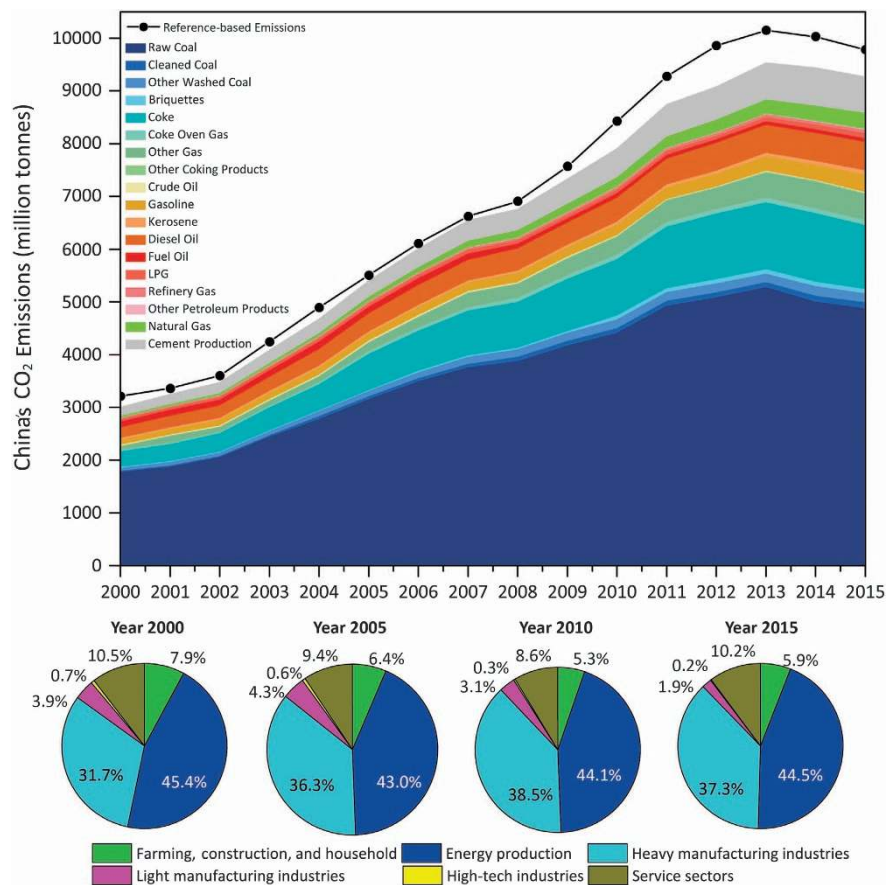 China's CO₂ Emissions (million tonnes)
10000
9000
8000
7000
6000
5000
4000
3000
2000
1000
0
Reference-based Emissions
Raw Coal
Cleaned Coal
Other Washed Coal
Briquettes
Coke
Coke Oven Gas
Other Gas
Other Coking Products
Crude Oil
Gasoline
Kerosene
Diesel Oil
Fuel Oil
LPG
Refinery Gas
Other Petroleum Products
Natural Gas
Cement Production
2000 2001 2002 2003 2004 2005 2006 2007 2008 2009 2010 2011 2012 2013 2014 2015
Year 2000
10.5% 7.9%
0.7%
3.9%
31.7%
45.4%
Year 2005
9.4% 6.4%
0.6%
4.3%
36.3% 43.0%
Year 2010
8.6% 5.3%
0.3%
3.1%
44.1%
38.5%
Year 2015
10.2% 5.9%
0.2%
1.9%
44.5%
37.3%
Farming, construction, and household Energy production Heavy manufacturing industries
Light manufacturing industries High-tech industries Service sectors